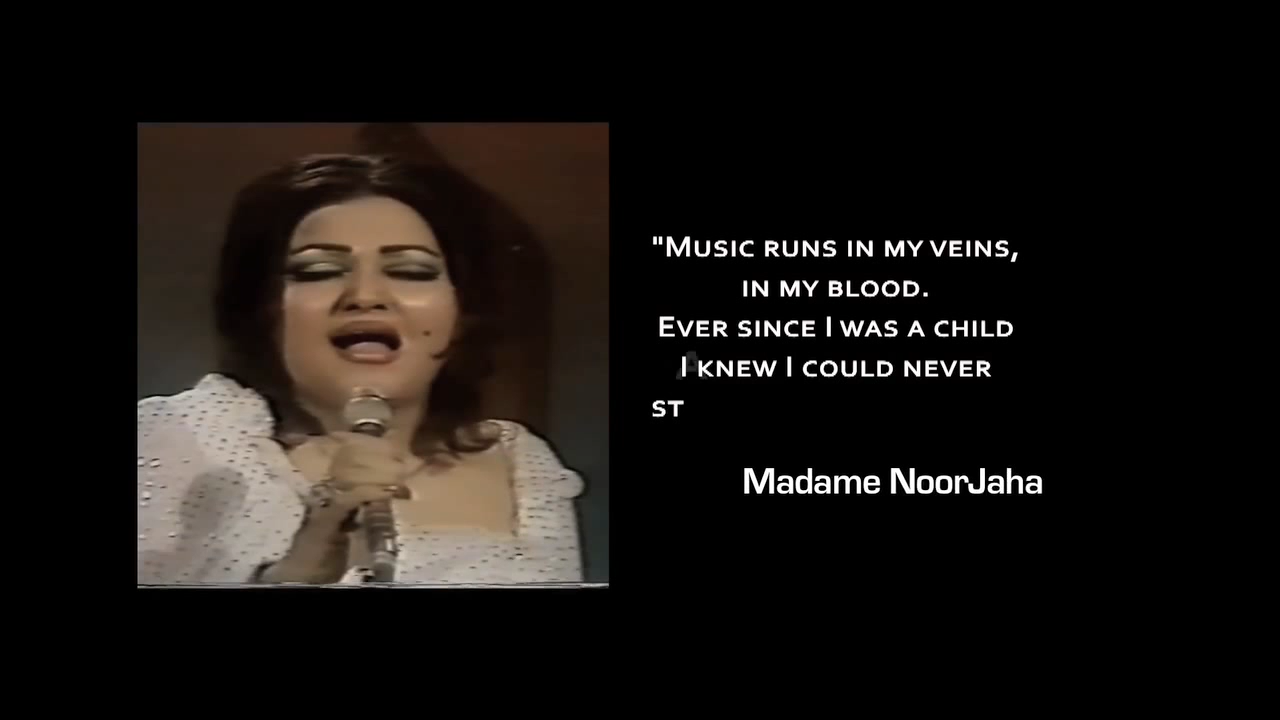 "Music runs in my veins,
in my blood.
Ever since I was a child
I knew I could never
st
Madame NoorJaha